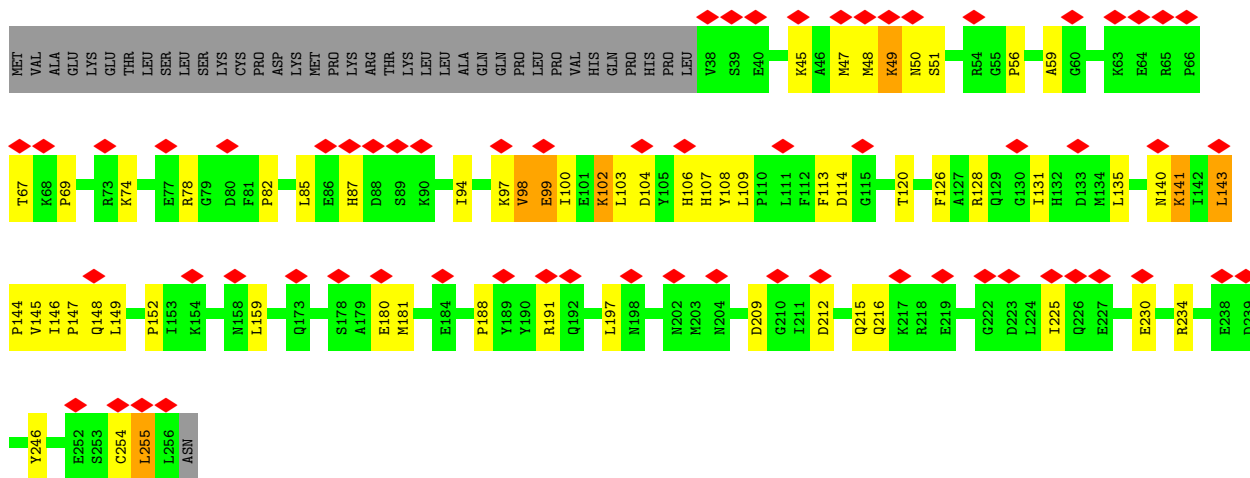 MET VAL ALA GLU LYS GLU THR LEU SER LEU SER LYS CYS PRO ASP LYS MET PRO LYS ARG THR LYS LEU LEU ALA GLN GLN PRO LEU PRO VAL HIS GLN PRO HIS PRO LEU V38 S39 E40 K45 A46 M47 M48 K49 N50 S51 R54 G55 P56 A59 G60 K63 E64 R65 P66
T67 K68 P69 R73 K74 E77 R78 G79 D80 F81 P82 L85 E86 H87 D88 S89 K90 I94 K97 V98 E99 I100 E101 K102 L103 D104 Y105 H106 H107 Y108 L109 P110 L111 F112 F113 D114 G115 T120 F126 A127 R128 Q129 G130 I131 H132 D133 M134 L135 N140 K141 I142 L143
P144 V145 I146 P147 Q148 L149 P152 I153 K154 N158 L159 Q173 S178 A179 E180 M181 E184 P188 Y189 Y190 R191 Q192 L197 N198 N202 M203 N204 D209 G210 I211 D212 Q215 Q216 K217 R218 E219 G222 D223 L224 I225 Q226 E227 E230 R234 E238 D239
Y246 E252 S253 C254 L255 L256 ASN